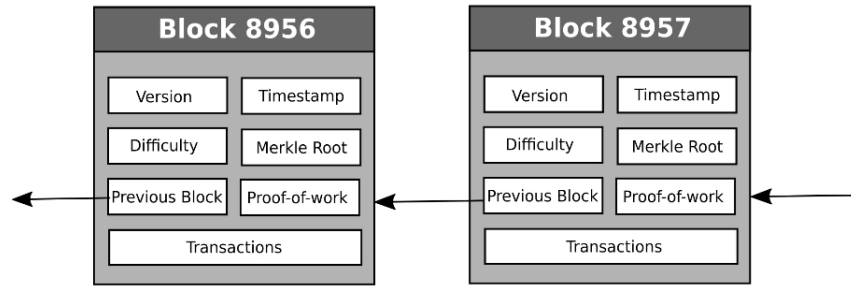 Block 8956
Version
Timestamp
Difficulty
Merkle Root
Previous Block
Proof-of-work
Transactions
Block 8957
Version
Timestamp
Difficulty
Merkle Root
Previous Block
Proof-of-work
Transactions